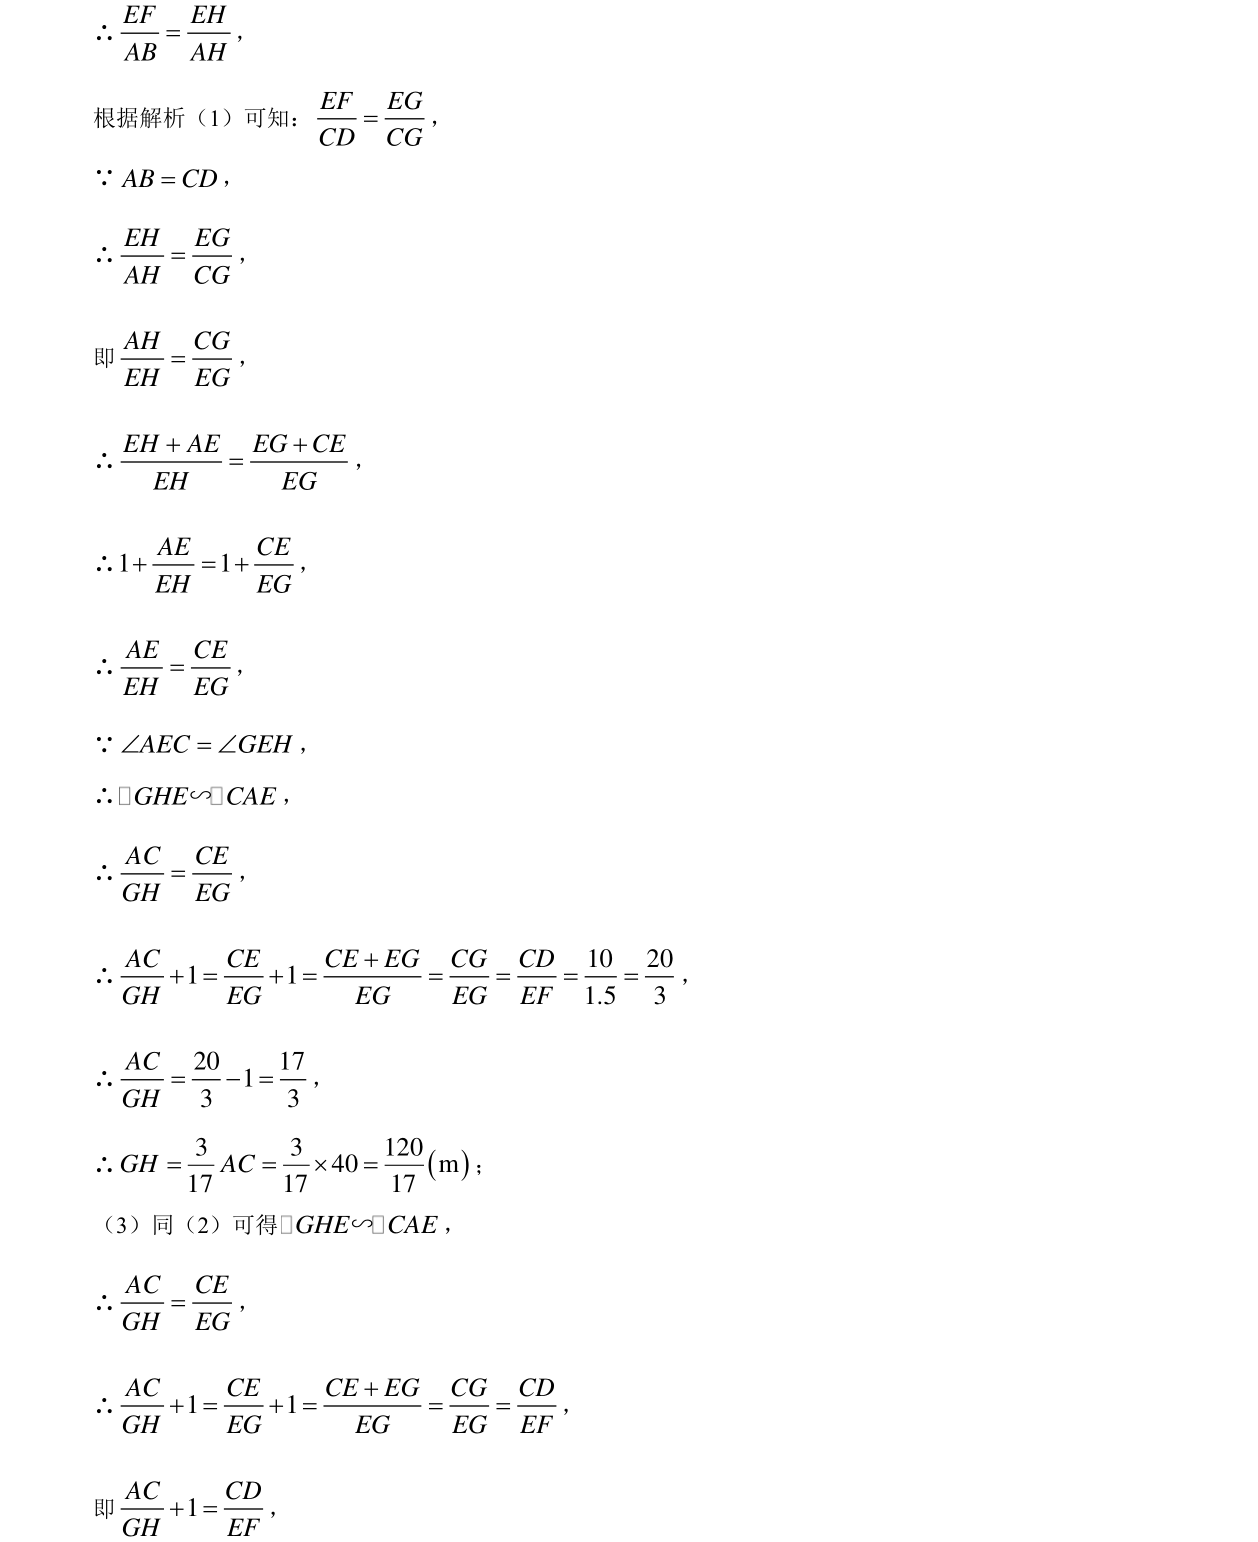 ∴ EF/AB = EH/AH，
根据解析（1）可知：EF/CD = EG/CG，
∵ AB = CD，
∴ EH/AH = EG/CG，
即 AH/EH = CG/EG，
∴ (EH + AE)/EH = (EG + CE)/EG，
∴ 1 + AE/EH = 1 + CE/EG，
∴ AE/EH = CE/EG，
∵ ∠AEC = ∠GEH，
∴ □GHE∽□CAE，
∴ AC/GH = CE/EG，
∴ AC/GH + 1 = CE/EG + 1 = (CE + EG)/EG = CG/EG = CD/EF = 10/1.5 = 20/3，
∴ AC/GH = 20/3 − 1 = 17/3，
∴ GH = 3/17 AC = 3/17 × 40 = 120/17 (m)；
（3）同（2）可得□GHE∽□CAE，
∴ AC/GH = CE/EG，
∴ AC/GH + 1 = CE/EG + 1 = (CE + EG)/EG = CG/EG = CD/EF，
即 AC/GH + 1 = CD/EF，